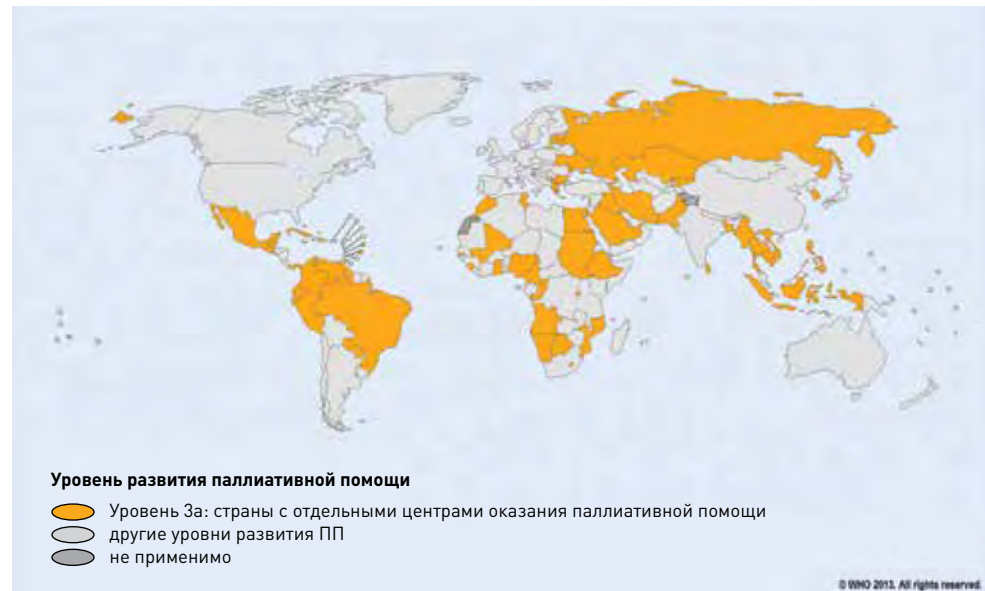 Уровень развития паллиативной помощи
Уровень 3а: страны с отдельными центрами оказания паллиативной помощи
другие уровни развития ПП
не применимо
© WHO 2013. All rights reserved.